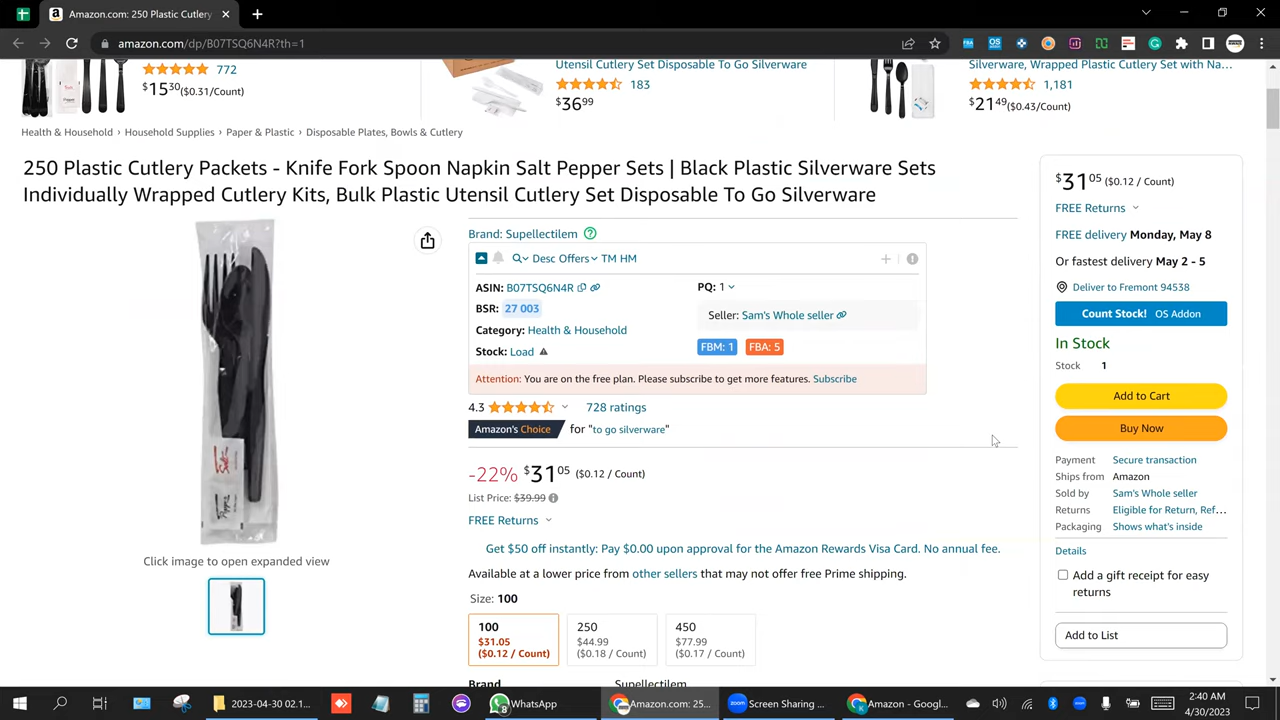 Amazon.com: 250 Plastic Cutlery
amazon.com/dp/B07TSQ6N4R?th=1
772
$15.30 ($0.31/Count)
Utensil Cutlery Set Disposable To Go Silverware
183
$36.99
Silverware, Wrapped Plastic Cutlery Set with Na...
1,181
$21.49 ($0.43/Count)
Health & Household › Household Supplies › Paper & Plastic › Disposable Plates, Bowls & Cutlery
250 Plastic Cutlery Packets - Knife Fork Spoon Napkin Salt Pepper Sets | Black Plastic Silverware Sets
Individually Wrapped Cutlery Kits, Bulk Plastic Utensil Cutlery Set Disposable To Go Silverware
Salt
Pepper
Click image to open expanded view
Brand: Supellectilem
Desc Offers TM HM
ASIN: B07TSQ6N4R
PQ: 1
BSR: 27 003
Seller: Sam's Whole seller
Category: Health & Household
FBM: 1 FBA: 5
Stock: Load
Attention: You are on the free plan. Please subscribe to get more features. Subscribe
4.3 728 ratings
Amazon's Choice for "to go silverware"
-22% $31.05 ($0.12 / Count)
List Price: $39.99
FREE Returns
Get $50 off instantly: Pay $0.00 upon approval for the Amazon Rewards Visa Card. No annual fee.
Available at a lower price from other sellers that may not offer free Prime shipping.
Size: 100
100 250 450
$31.05 $44.99 $77.99
($0.12 / Count) ($0.18 / Count) ($0.17 / Count)
Brand Supellectilem
$31.05 ($0.12 / Count)
FREE Returns
FREE delivery Monday, May 8
Or fastest delivery May 2 - 5
Deliver to Fremont 94538
Count Stock! OS Addon
In Stock
Stock 1
Add to Cart
Buy Now
Payment Secure transaction
Ships from Amazon
Sold by Sam's Whole seller
Returns Eligible for Return, Ref...
Packaging Shows what's inside
Details
Add a gift receipt for easy
returns
Add to List
2023-04-30 02.1...
WhatsApp
Amazon.com: 25...
Screen Sharing ...
Amazon - Googl...
2:40 AM
4/30/2023